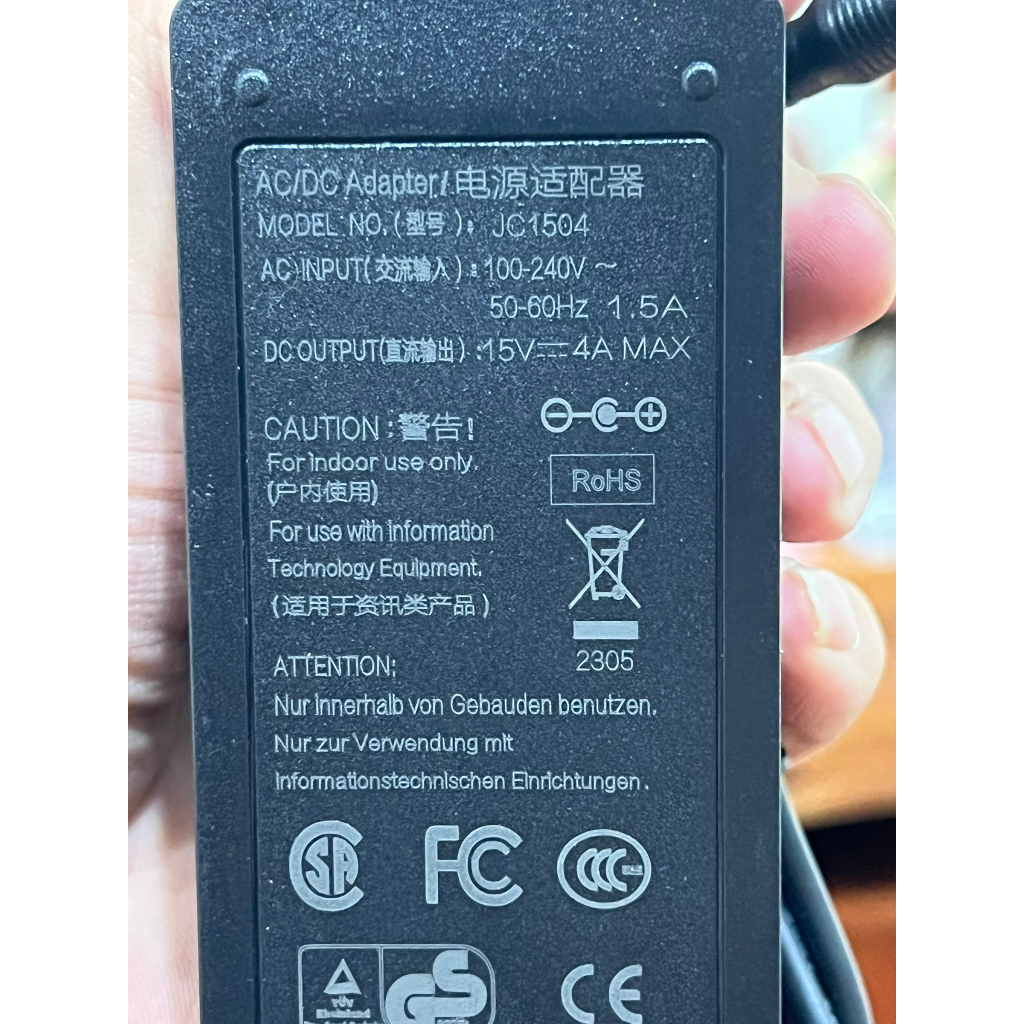 AC/DC Adapter/电源适配器
MODEL NO.(型号): JC1504
AC INPUT(交流输入):100-240V ~
50-60Hz 1.5A
DC OUTPUT(直流输出):15V⎓4A MAX
CAUTION:警告!
For indoor use only.
(户内使用)
For use with information
Technology Equipment.
(适用于资讯类产品)
RoHS
2305
ATTENTION:
Nur innerhalb von Gebauden benutzen.
Nur zur Verwendung mit
informationstechnischen Einrichtungen.
CSA
FC
CCC
TÜV
Rheinland
GS
CE